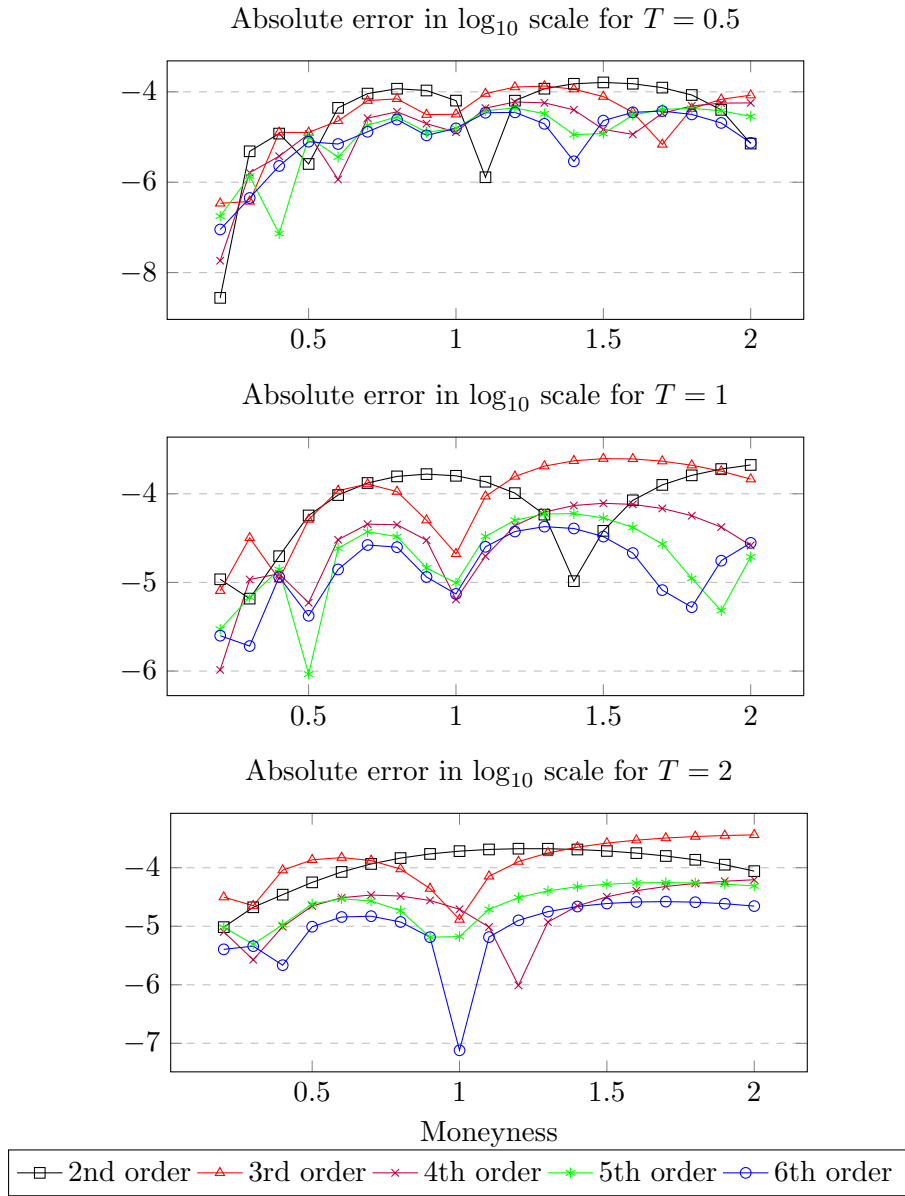 Absolute error in log₁₀ scale for T = 0.5
−4
−6
−8
0.5 1 1.5 2
Absolute error in log₁₀ scale for T = 1
−4
−5
−6
0.5 1 1.5 2
Absolute error in log₁₀ scale for T = 2
−4
−5
−6
−7
0.5 1 1.5 2
Moneyness
2nd order 3rd order 4th order 5th order 6th order